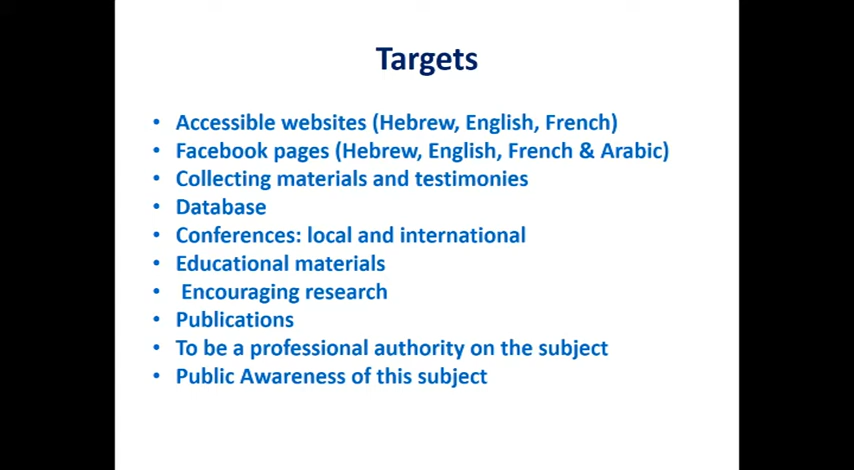 Targets
• Accessible websites (Hebrew, English, French)
• Facebook pages (Hebrew, English, French & Arabic)
• Collecting materials and testimonies
• Database
• Conferences: local and international
• Educational materials
• Encouraging research
• Publications
• To be a professional authority on the subject
• Public Awareness of this subject